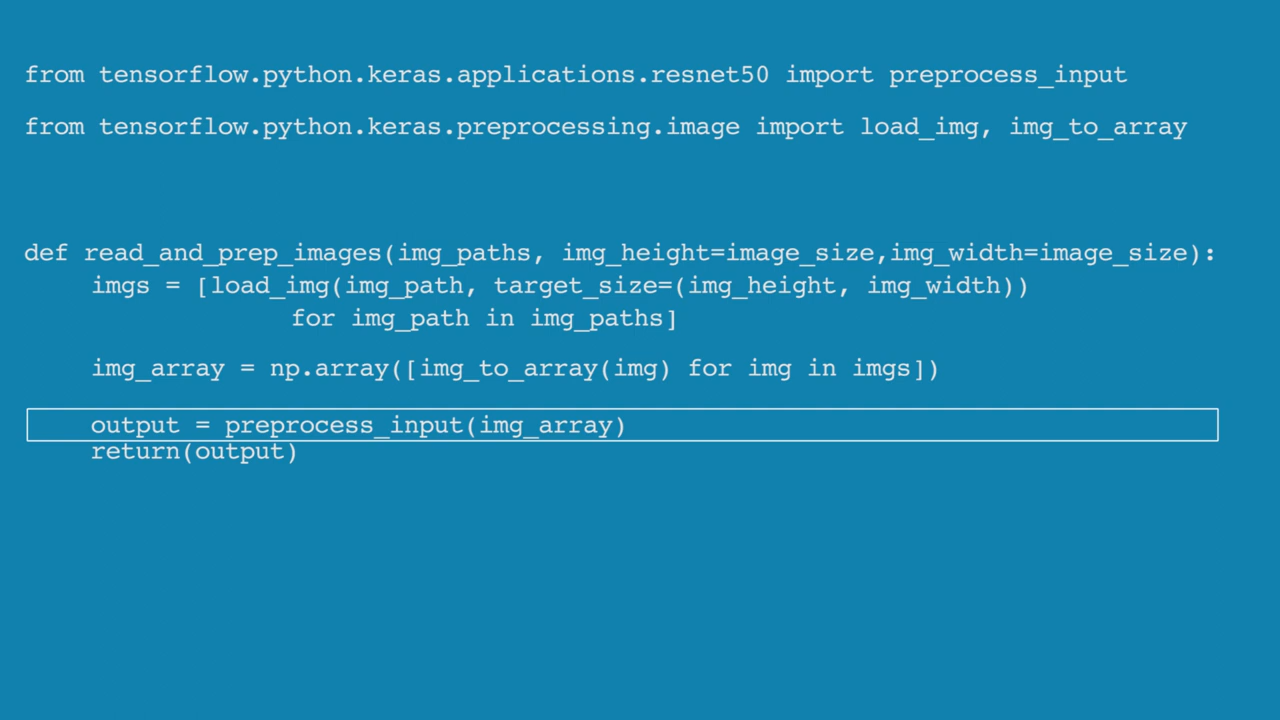 from tensorflow.python.keras.applications.resnet50 import preprocess_input
from tensorflow.python.keras.preprocessing.image import load_img, img_to_array
def read_and_prep_images(img_paths, img_height=image_size,img_width=image_size):
imgs = [load_img(img_path, target_size=(img_height, img_width))
for img_path in img_paths]
img_array = np.array([img_to_array(img) for img in imgs])
output = preprocess_input(img_array)
return(output)